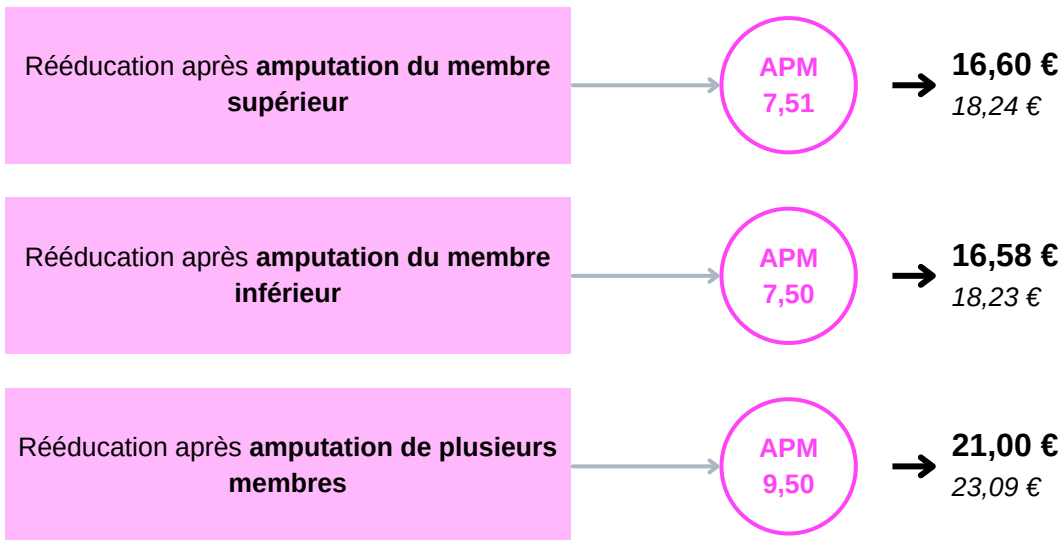 Rééducation après amputation du membre
supérieur
APM
7,51
16,60 €
18,24 €
Rééducation après amputation du membre
inférieur
APM
7,50
16,58 €
18,23 €
Rééducation après amputation de plusieurs
membres
APM
9,50
21,00 €
23,09 €